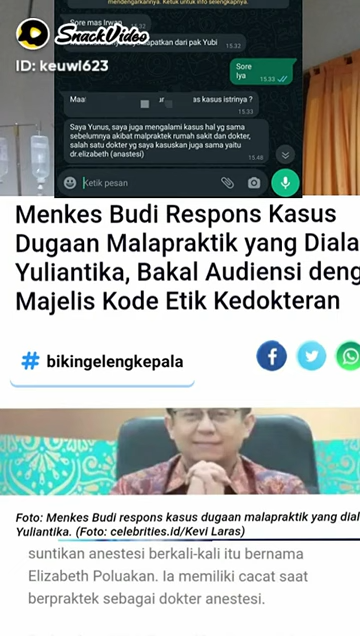 mendengarkannya. Ketuk untuk info selengkapnya.
SnackVideo
ID: keuwl623
Sore mas Irwan
dapatkan dari pak Yubi
15.32
15.32
Sore
Iya
15.33
as kasus istrinya ?
15.33
Saya Yunus, saya juga mengalami kasus hal yg sama
sebelumnya akibat malpraktek rumah sakit dan dokter,
salah satu dokter yg saya kasuskan juga sama yaitu
dr.elizabeth (anastesi)
15.48
Ketik pesan
Menkes Budi Respons Kasus
Dugaan Malapraktik yang Diala
Yuliantika, Bakal Audiensi deng
Majelis Kode Etik Kedokteran
# bikingelengkepala
Foto: Menkes Budi respons kasus dugaan malapraktik yang dial
Yuliantika. (Foto: celebrities.id/Kevi Laras)
suntikan anestesi berkali-kali itu bernama
Elizabeth Poluakan. Ia memiliki cacat saat
berpraktek sebagai dokter anestesi.